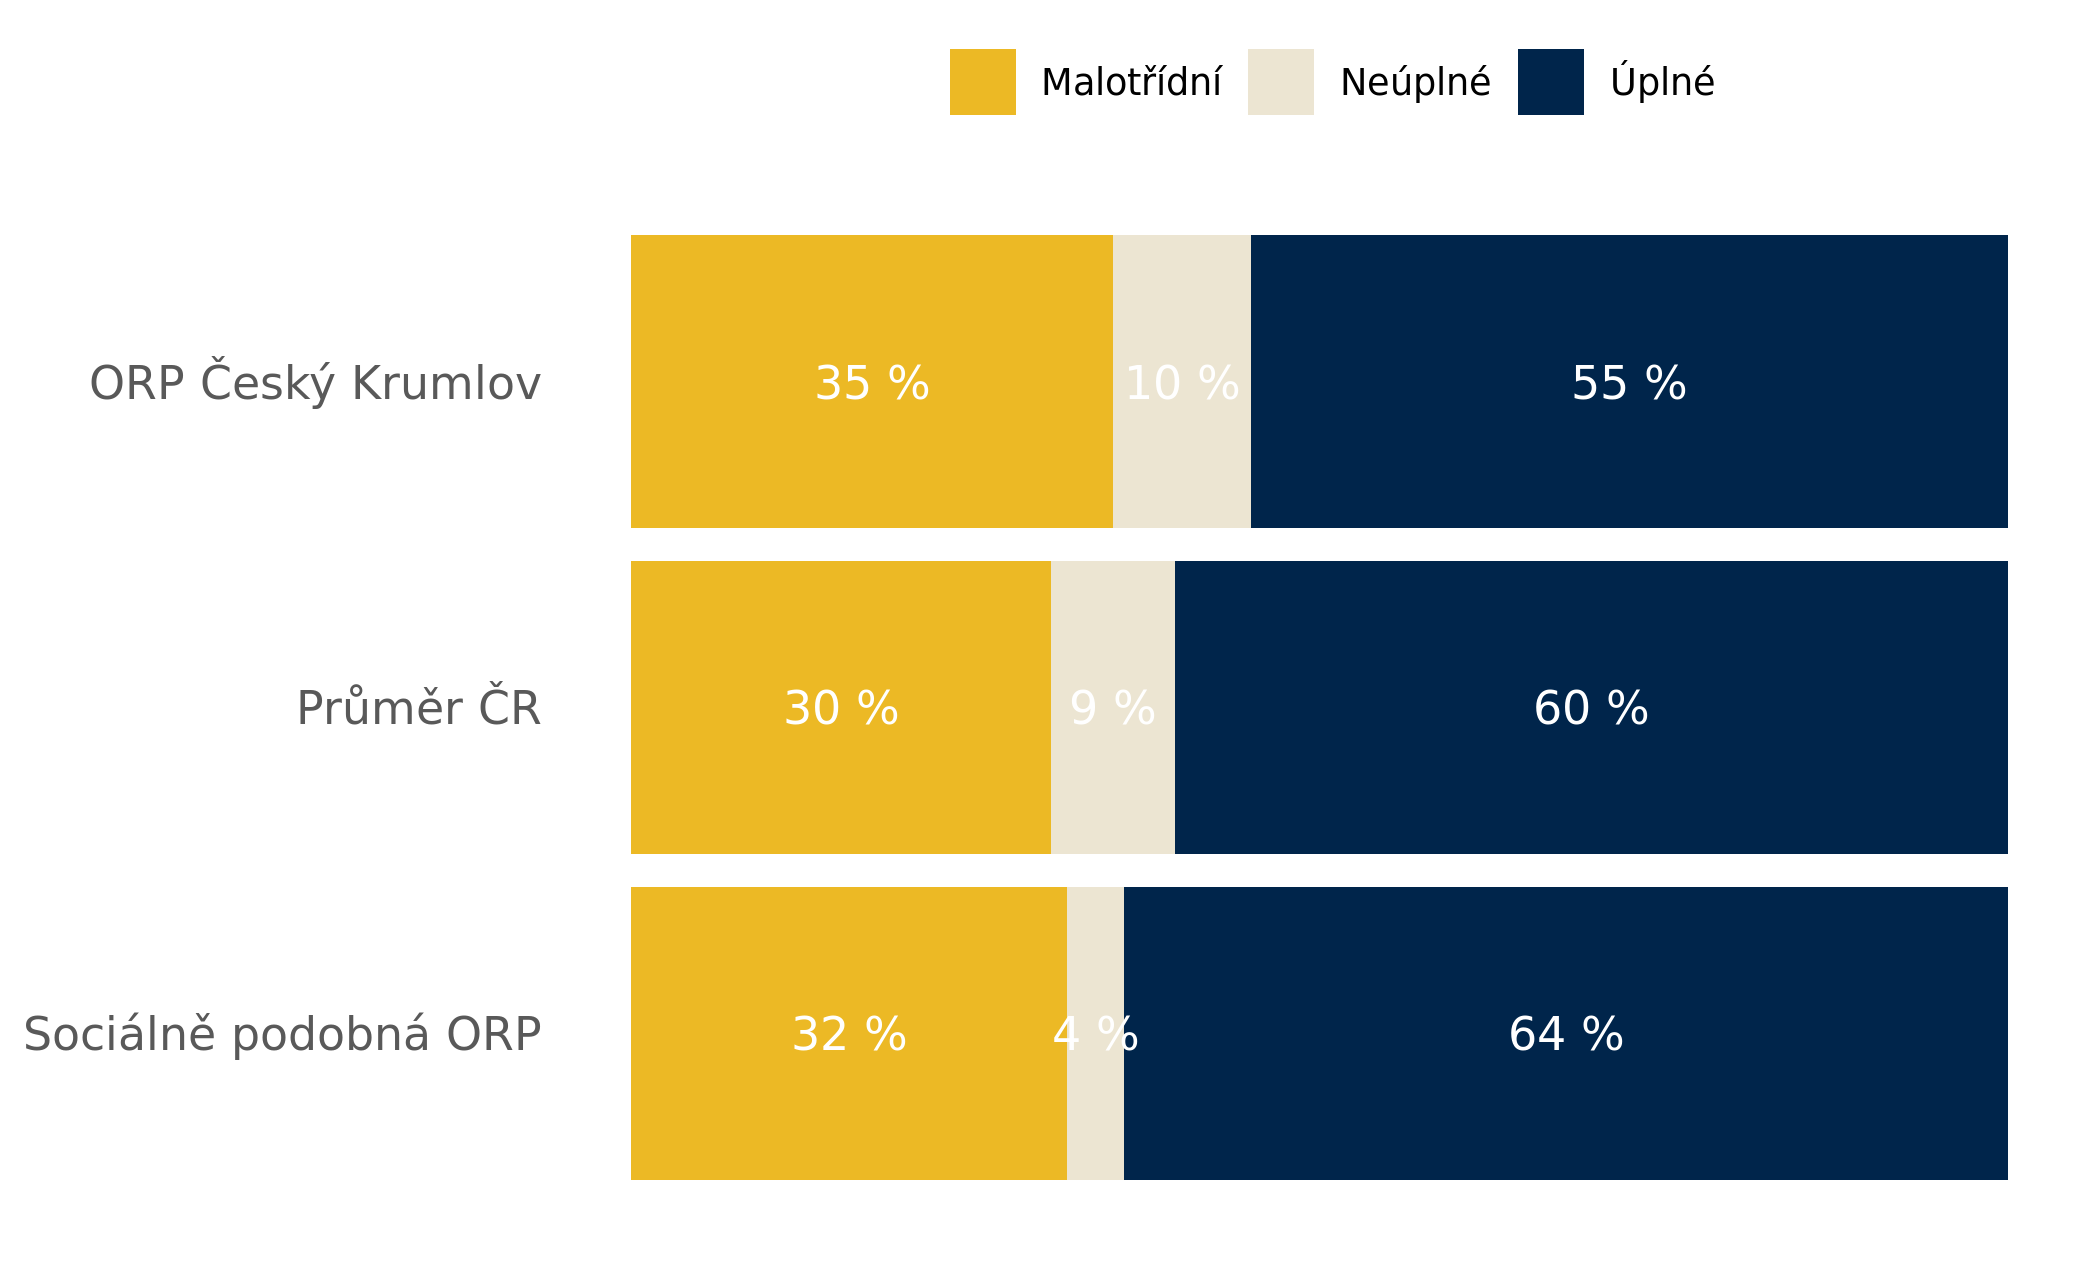 Malotřídní Neúplné Úplné
ORP Český Krumlov 35 % 10 % 55 %
Průměr ČR 30 % 9 % 60 %
Sociálně podobná ORP 32 % 4 % 64 %